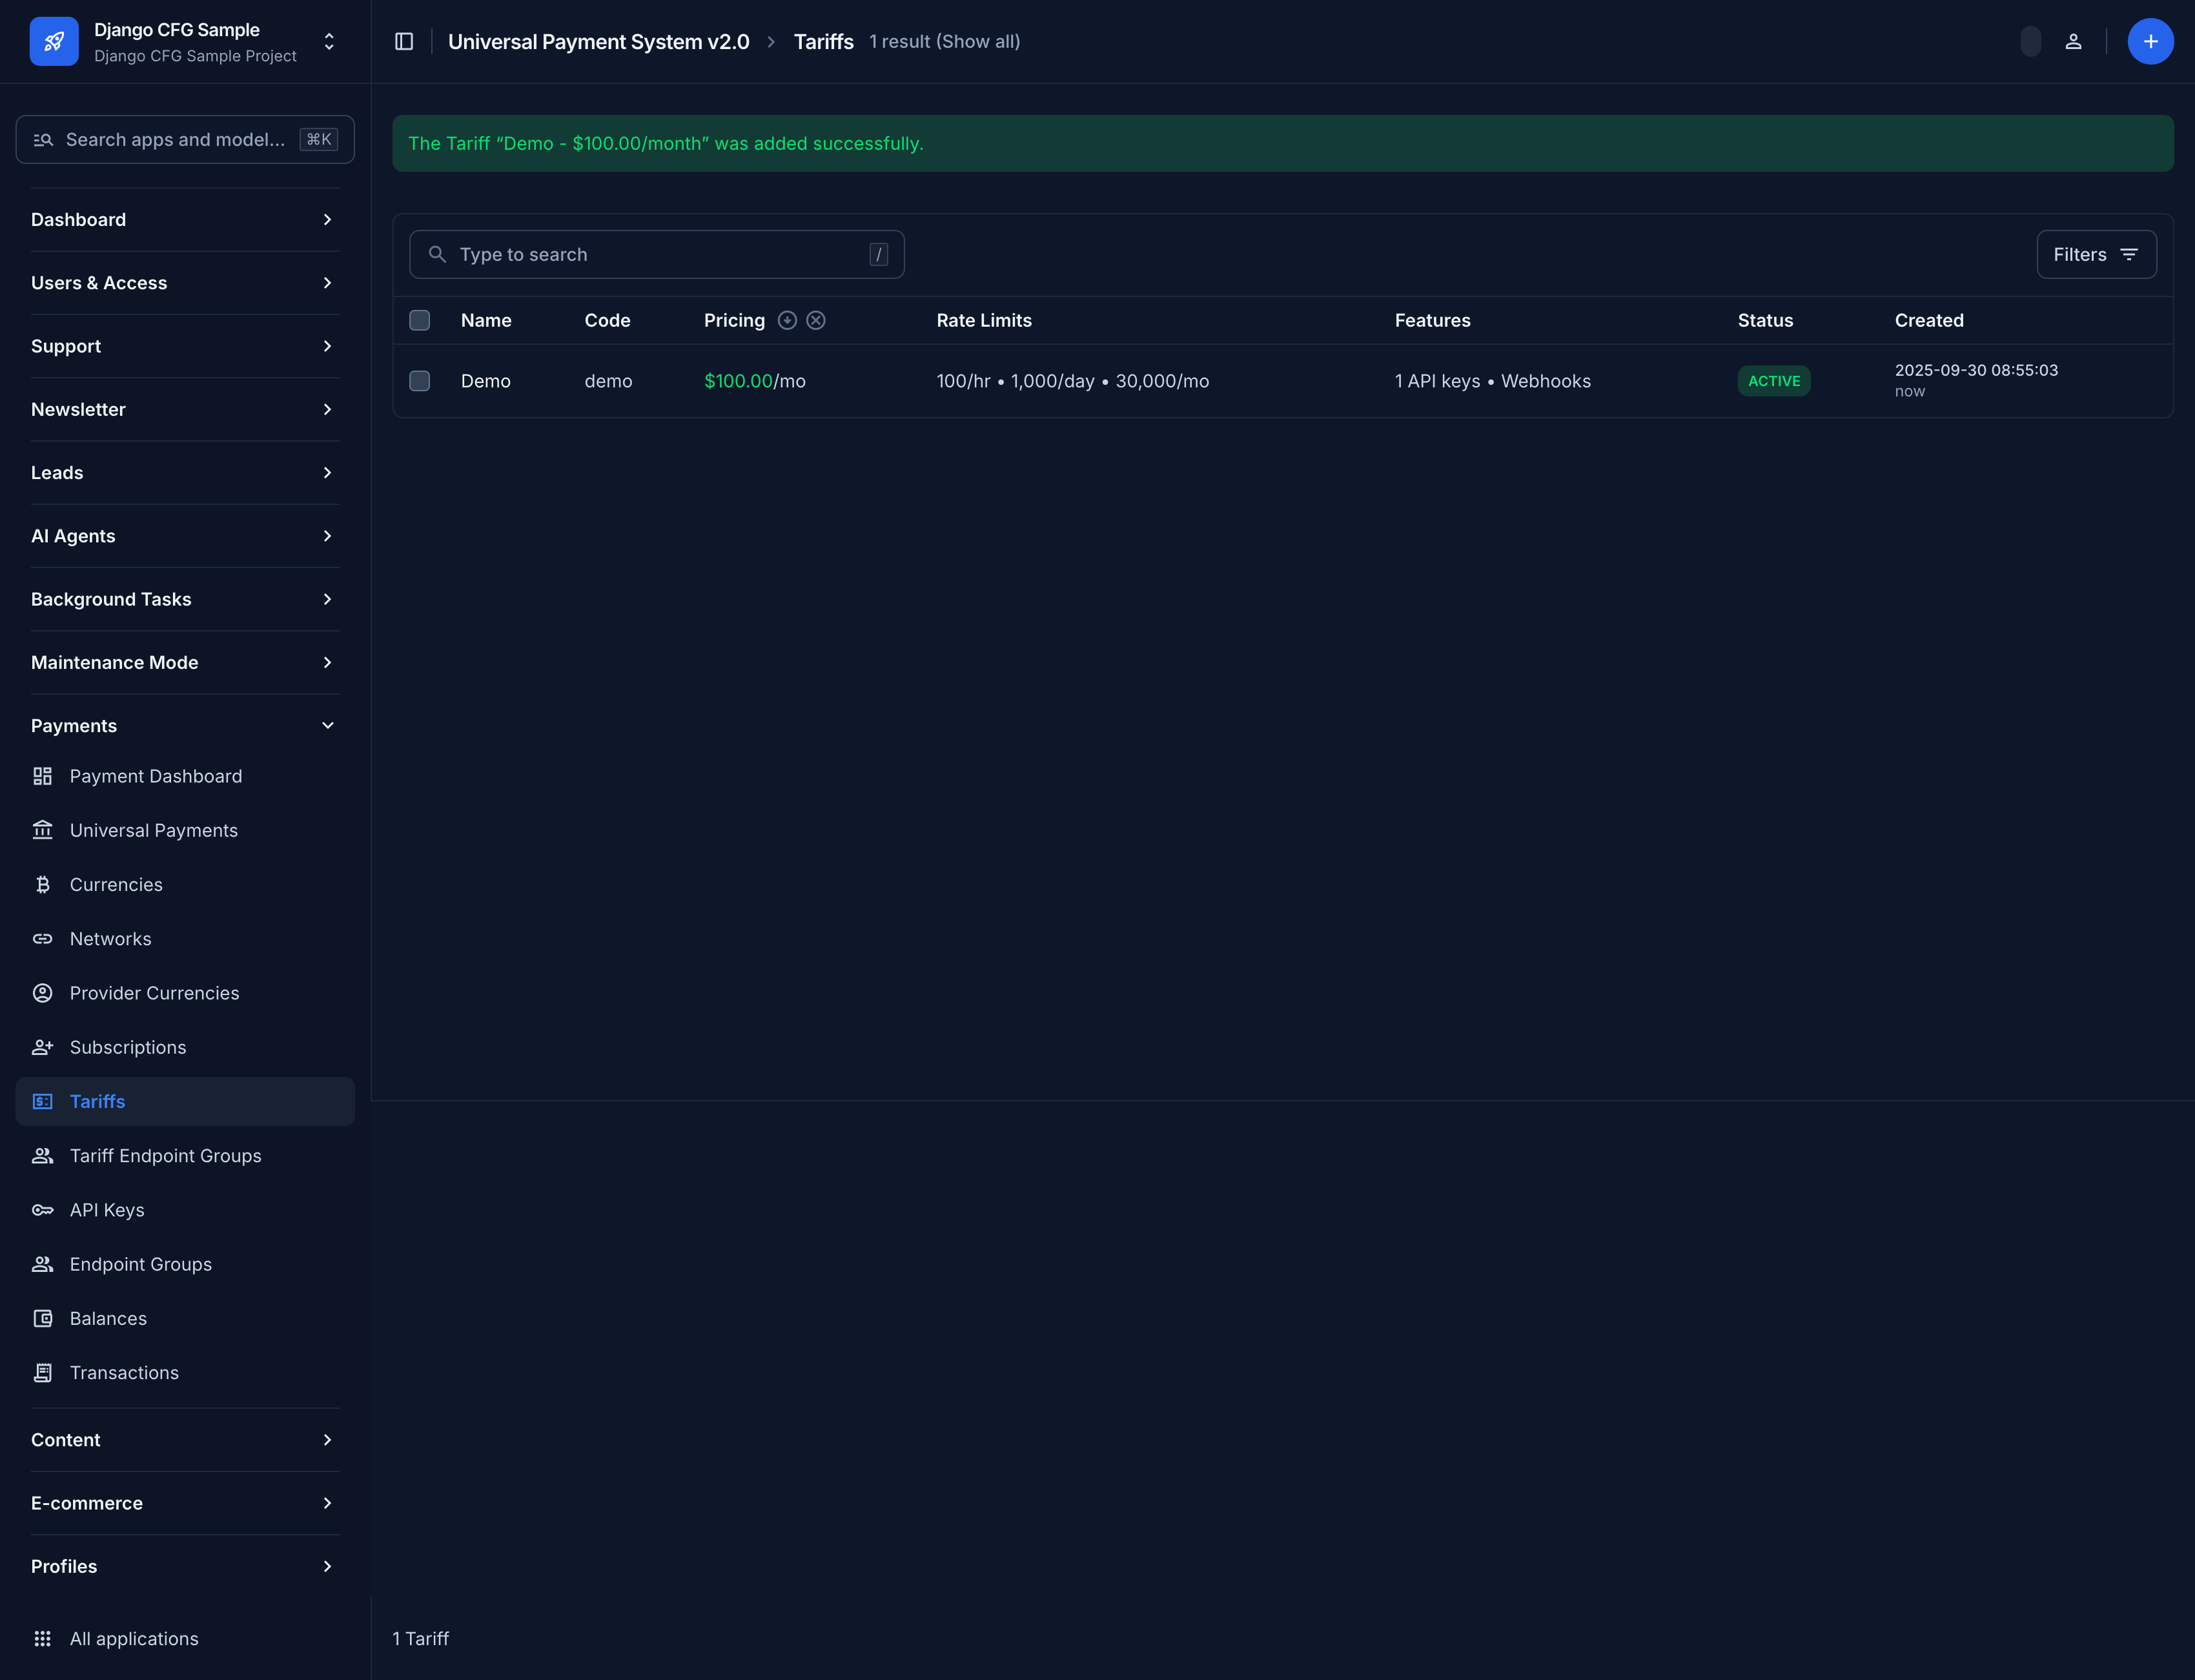 Django CFG Sample
Django CFG Sample Project
Universal Payment System v2.0 Tariffs 1 result (Show all)
Search apps and model... ⌘K
Dashboard
Users & Access
Support
Newsletter
Leads
AI Agents
Background Tasks
Maintenance Mode
Payments
Payment Dashboard
Universal Payments
Currencies
Networks
Provider Currencies
Subscriptions
Tariffs
Tariff Endpoint Groups
API Keys
Endpoint Groups
Balances
Transactions
Content
E-commerce
Profiles
All applications
The Tariff “Demo - $100.00/month” was added successfully.
Type to search /
Filters
Name Code Pricing Rate Limits Features Status Created
Demo demo $100.00/mo 100/hr • 1,000/day • 30,000/mo 1 API keys • Webhooks ACTIVE 2025-09-30 08:55:03
now
1 Tariff